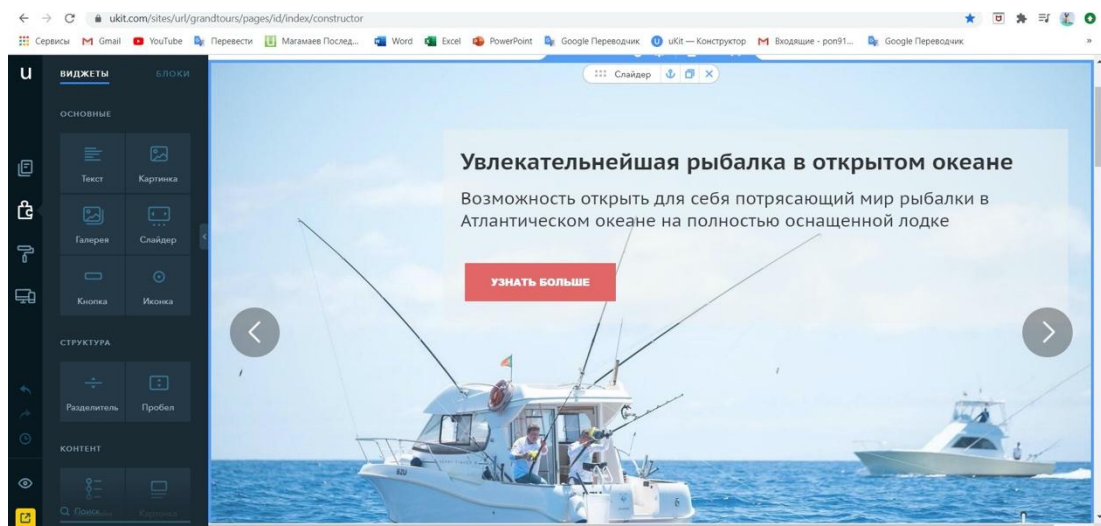 ukit.com/sites/url/grandtours/pages/id/index/constructor
Сервисы Gmail YouTube Перевести Магамаев Послед... Word Excel PowerPoint Google Переводчик uKit — Конструктор Входящие - pon91... Google Переводчик »
u ВИДЖЕТЫ БЛОКИ
Слайдер
ОСНОВНЫЕ
Текст Картинка
Галерея Слайдер
Кнопка Иконка
СТРУКТУРА
Разделитель Пробел
КОНТЕНТ
Поиск
Увлекательнейшая рыбалка в открытом океане
Возможность открыть для себя потрясающий мир рыбалки в
Атлантическом океане на полностью оснащенной лодке
УЗНАТЬ БОЛЬШЕ